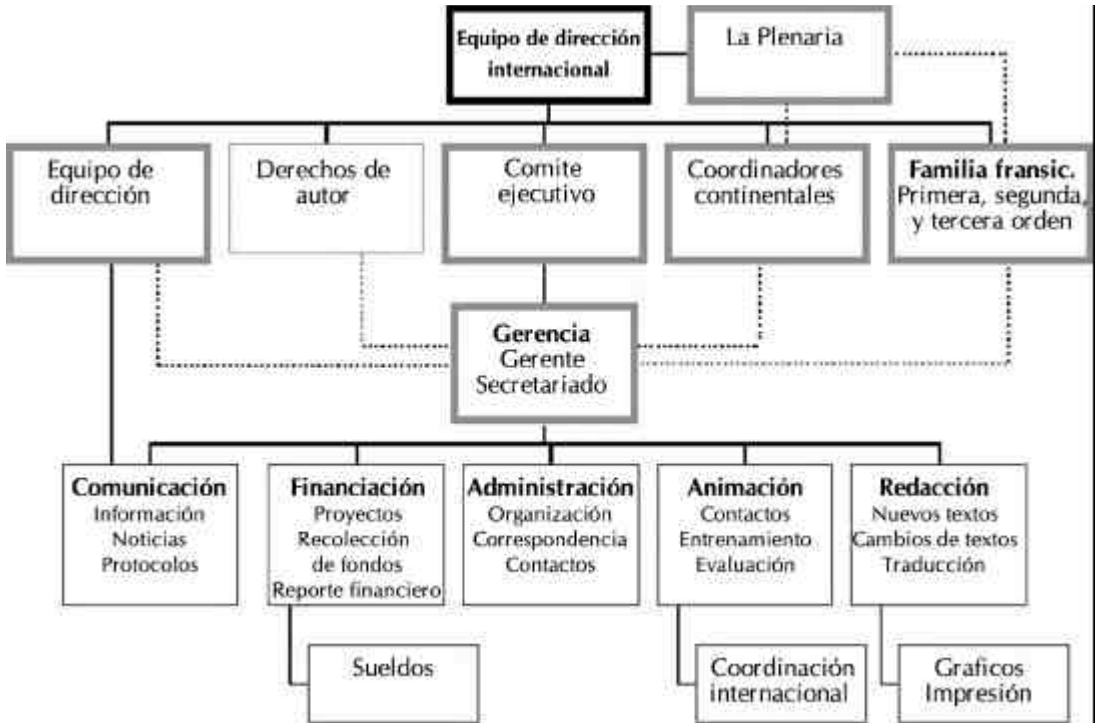 Equipo de dirección
internacional
La Plenaria
Equipo de
dirección
Derechos de
autor
Comite
ejecutivo
Coordinadores
continentales
Familia fransic.
Primera, segunda,
y tercera orden
Gerencia
Gerente
Secretariado
Comunicación
Información
Noticias
Protocolos
Financiación
Proyectos
Recolección
de fondos
Reporte financiero
Administración
Organización
Correspondencia
Contactos
Animación
Contactos
Entrenamiento
Evaluación
Redacción
Nuevos textos
Cambios de textos
Traducción
Sueldos
Coordinación
internacional
Graficos
Impresión